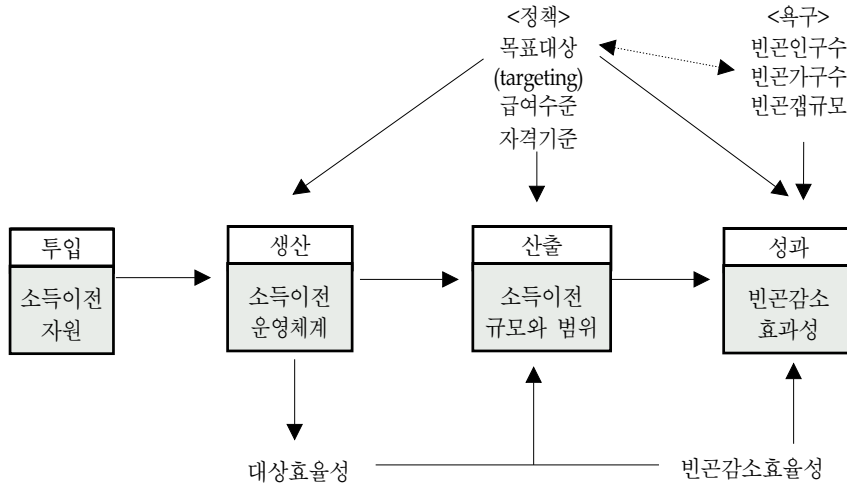 <정책>
목표대상
(targeting)
급여수준
자격기준
<욕구>
빈곤인구수
빈곤가구수
빈곤갭규모
투입
소득이전
자원
생산
소득이전
운영체계
산출
소득이전
규모와 범위
성과
빈곤감소
효과성
대상효율성
빈곤감소효율성